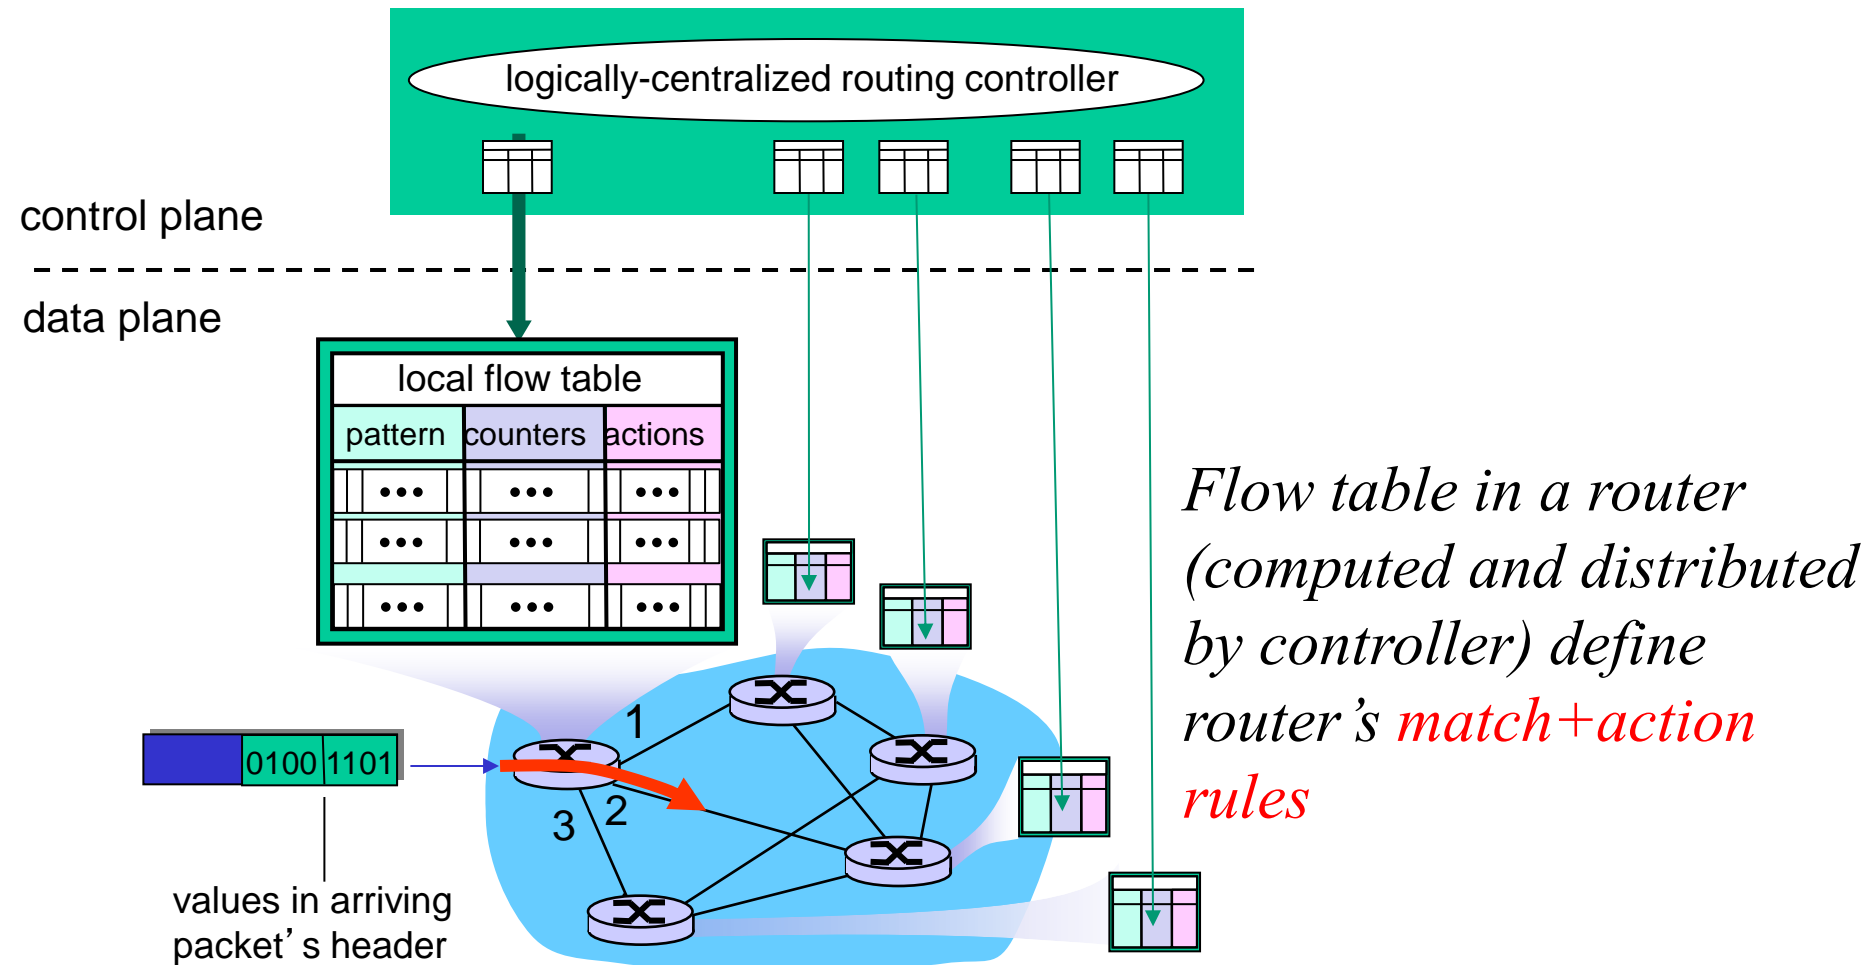 logically-centralized routing controller
control plane
data plane
local flow table
pattern counters actions
1
2
3
0100 1101
values in arriving
packet’s header
Flow table in a router
(computed and distributed
by controller) define
router’s match+action
rules